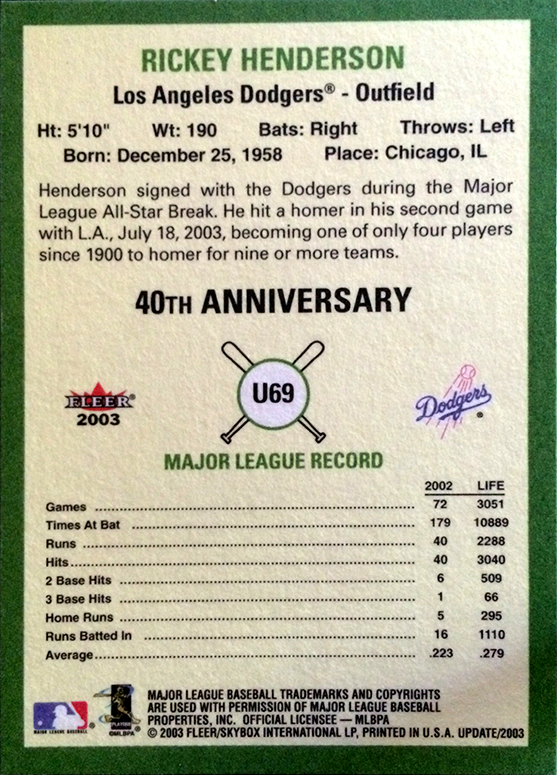 RICKEY HENDERSON
Los Angeles Dodgers® - Outfield
Ht: 5'10" Wt: 190 Bats: Right Throws: Left
Born: December 25, 1958 Place: Chicago, IL
Henderson signed with the Dodgers during the Major
League All-Star Break. He hit a homer in his second game
with L.A., July 18, 2003, becoming one of only four players
since 1900 to homer for nine or more teams.
40TH ANNIVERSARY
U69
FLEER®
2003
Dodgers®
MAJOR LEAGUE RECORD
2002 LIFE
Games 72 3051
Times At Bat 179 10889
Runs 40 2288
Hits 40 3040
2 Base Hits 6 509
3 Base Hits 1 66
Home Runs 5 295
Runs Batted In 16 1110
Average .223 .279
MAJOR LEAGUE BASEBALL®
PLAYERS
©MLBPA
MAJOR LEAGUE BASEBALL TRADEMARKS AND COPYRIGHTS
ARE USED WITH PERMISSION OF MAJOR LEAGUE BASEBALL
PROPERTIES, INC. OFFICIAL LICENSEE — MLBPA
© 2003 FLEER/SKYBOX INTERNATIONAL LP, PRINTED IN U.S.A. UPDATE/2003